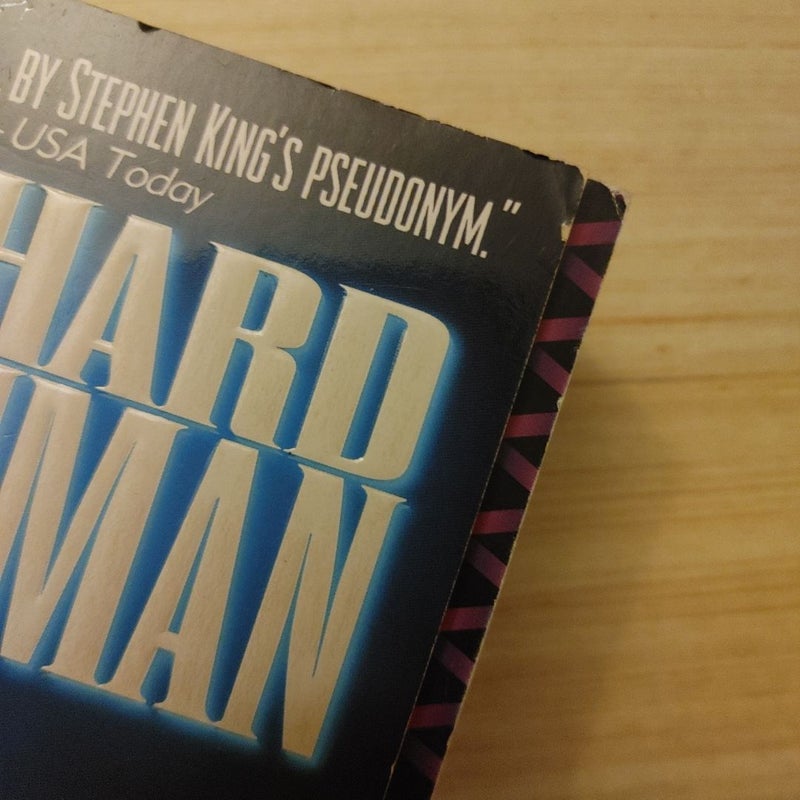 BY STEPHEN KING'S PSEUDONYM."
- USA Today
HARD
MAN